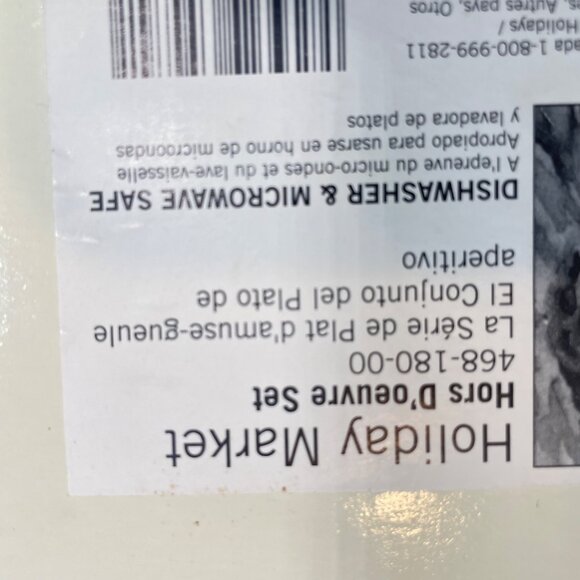 Holiday Market
Hors D'oeuvre Set
468-180-00
La Série de Plat d'amuse-gueule
El Conjunto del Plato de
aperitivo
DISHWASHER & MICROWAVE SAFE
A l'epreuve du micro-ondes et du lave-vaisselle
Apropiado para usarse en horno de microondas
y lavadora de platos
1-800-999-2811
Holidays /
Autres, pays, Otros,